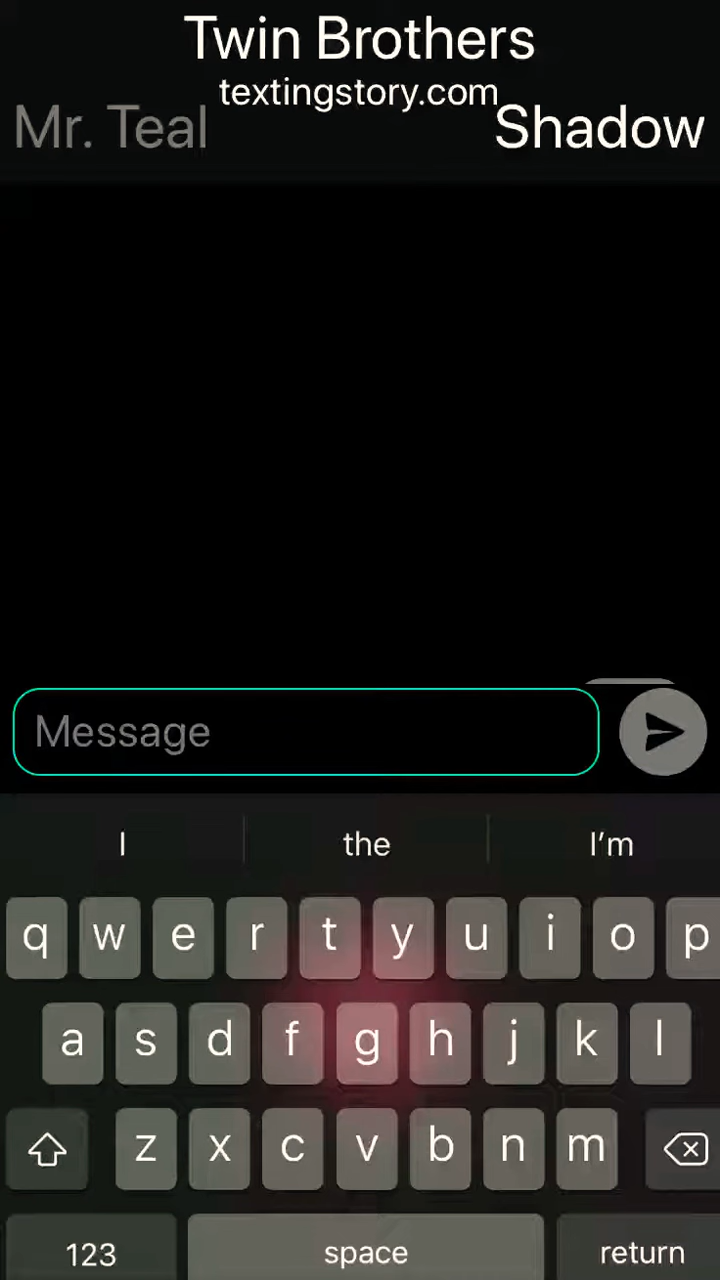 Twin Brothers
textingstory.com
Mr. Teal Shadow
Message
I the I’m
q w e r t y u i o p
a s d f g h j k l
z x c v b n m
123 space return